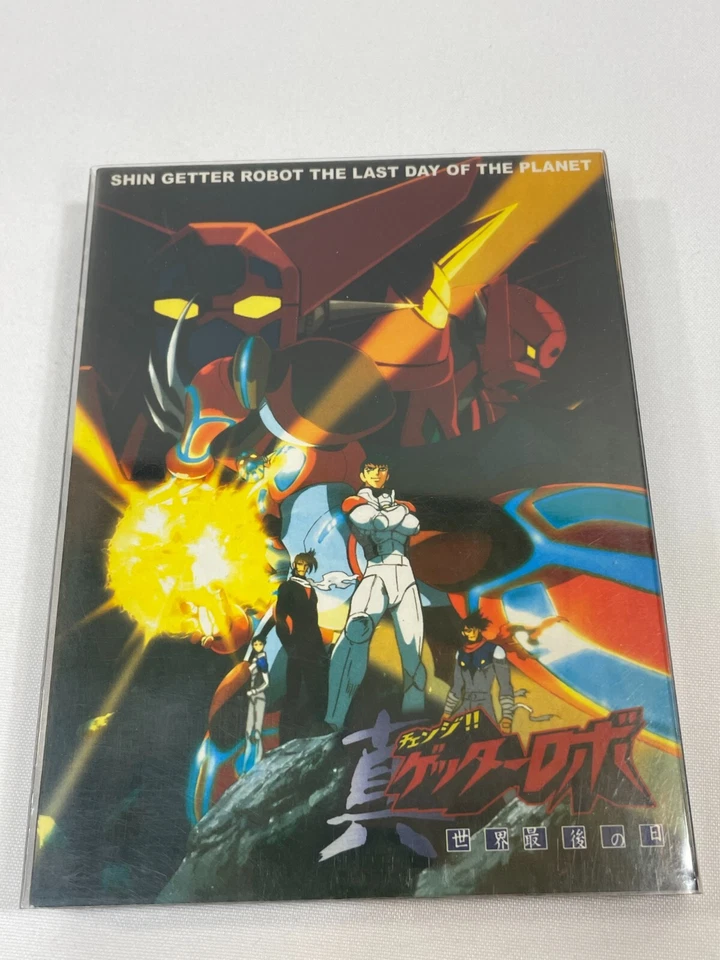 SHIN GETTER ROBOT THE LAST DAY OF THE PLANET
チェンジ!!
真ゲッターロボ
世界最後の日